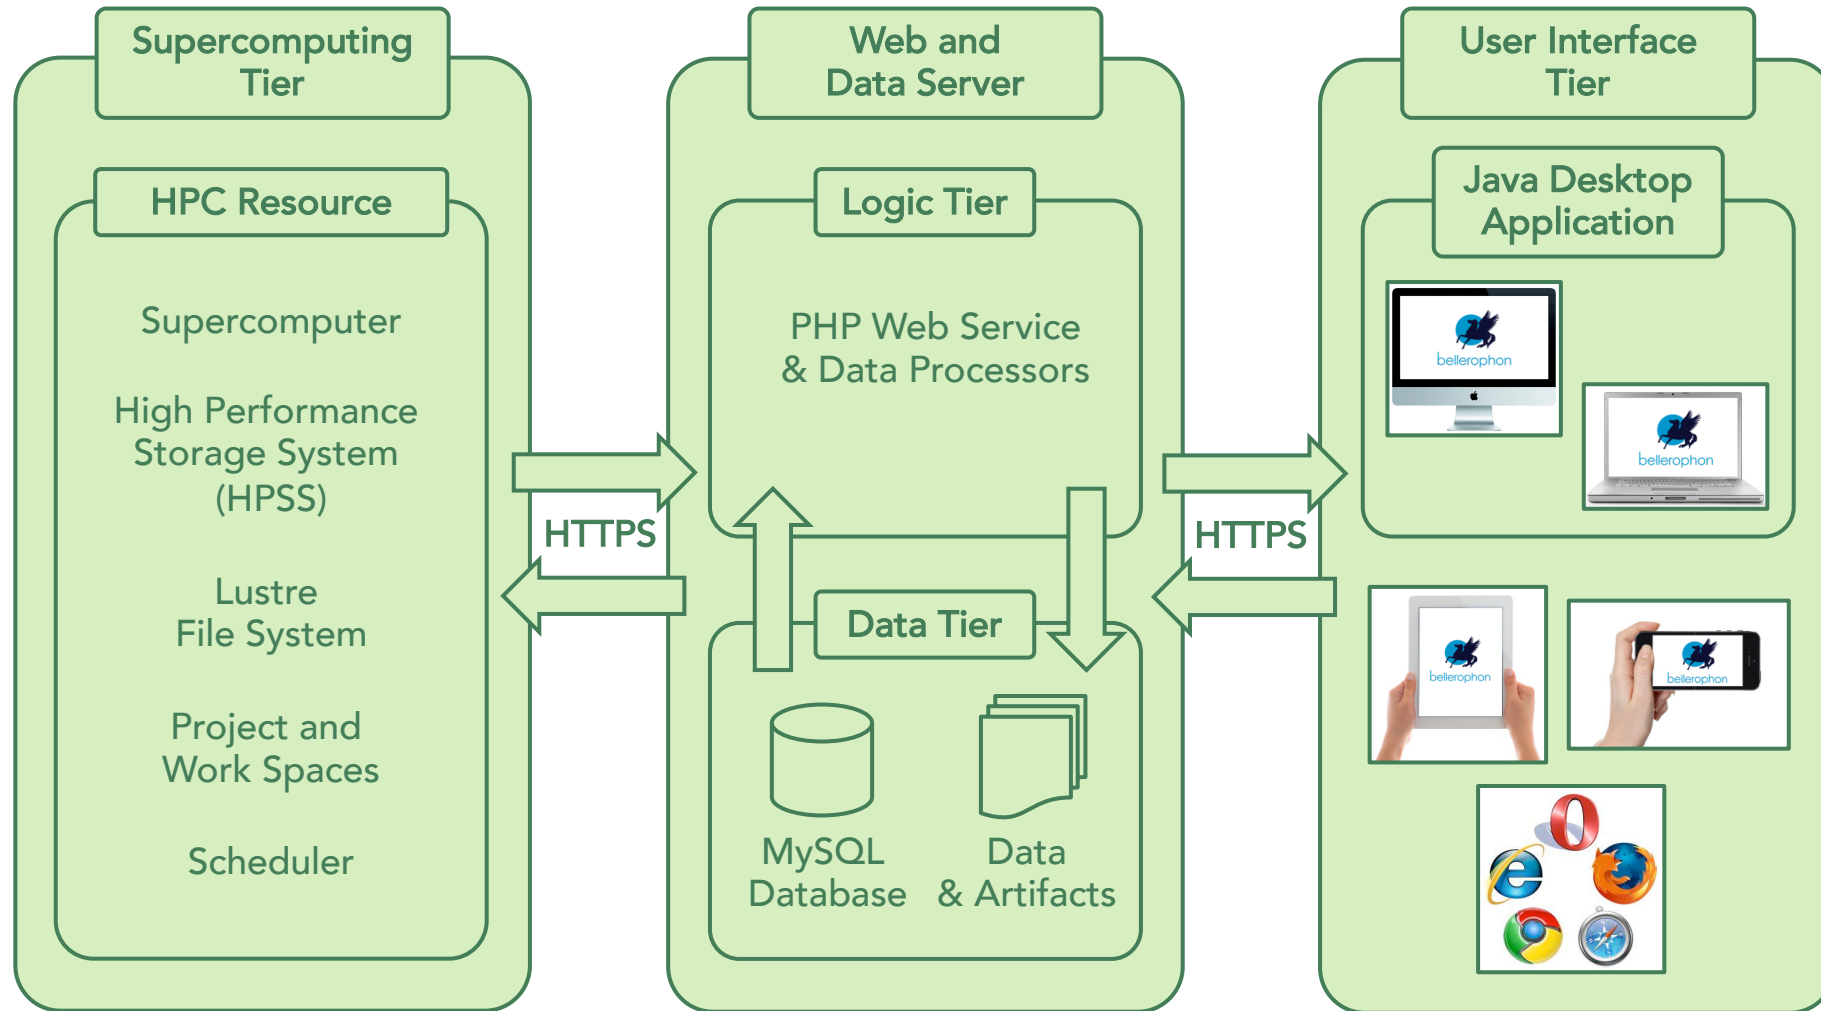 Supercomputing
Tier
HPC Resource
Supercomputer
High Performance
Storage System
(HPSS)
Lustre
File System
Project and
Work Spaces
Scheduler
HTTPS
Web and
Data Server
Logic Tier
PHP Web Service
& Data Processors
Data Tier
MySQL
Database
Data
& Artifacts
HTTPS
User Interface
Tier
Java Desktop
Application
bellerophon
bellerophon
bellerophon
bellerophon